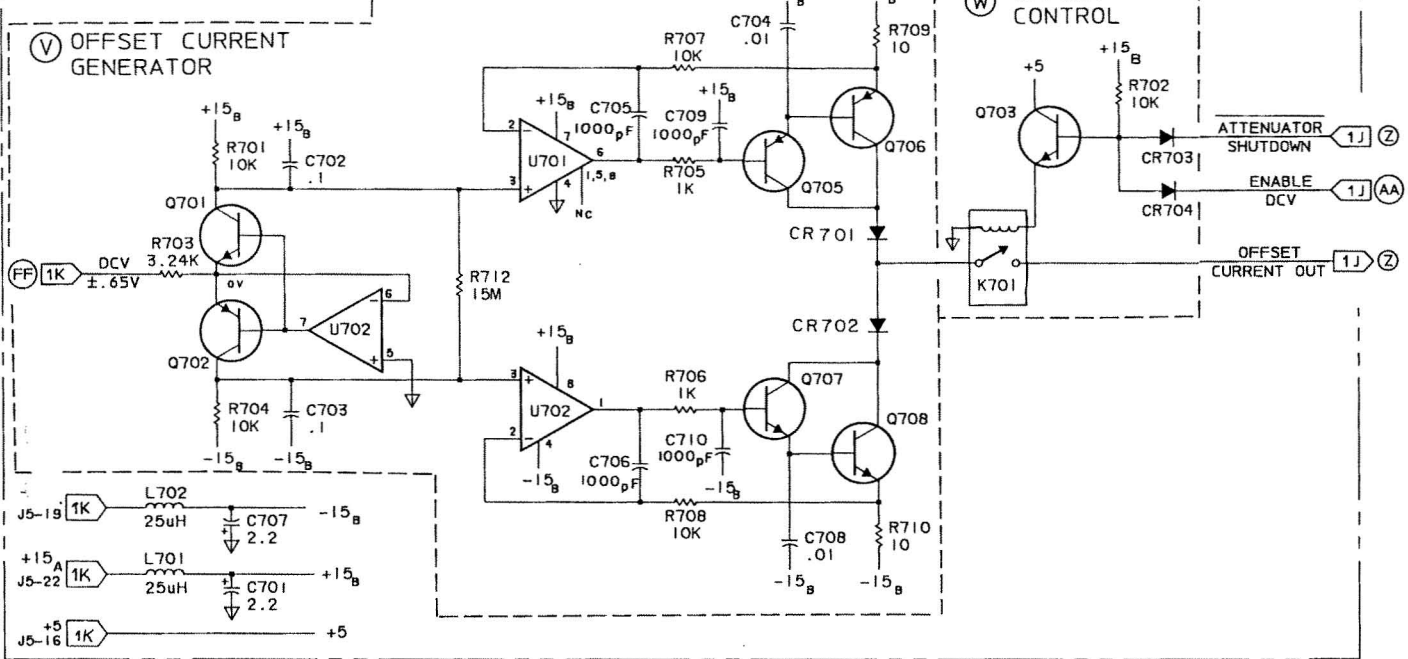 V OFFSET CURRENT
GENERATOR
W
CONTROL
C704
.01
B
B
R709
10
R707
10K
+15B
+5
R702
10K
Q703
+15B
R701
10K
+15B
C702
.1
+15B
C705
1000pF
C709
1000pF
+15B
2
7
U701
6
3
4
1,5,8
NC
R705
1K
Q705
Q706
CR703
ATTENUATOR
SHUTDOWN
1J Z
CR704
ENABLE
DCV
1J AA
Q701
R703
3.24K
FF 1K
DCV
±.65V
0V
CR701
K701
OFFSET
CURRENT OUT
1J Z
R712
15M
6
7
U702
5
Q702
CR702
R704
10K
C703
.1
-15B
-15B
+15B
3
8
U702
1
2
4
-15B
R706
1K
Q707
Q708
C706
1000pF
C710
1000pF
-15B
R708
10K
C708
.01
R710
10
-15B
-15B
J5-19 1K
L702
25uH
C707
2.2
-15B
+15A
J5-22 1K
L701
25uH
C701
2.2
+15B
+5
J5-16 1K
+5